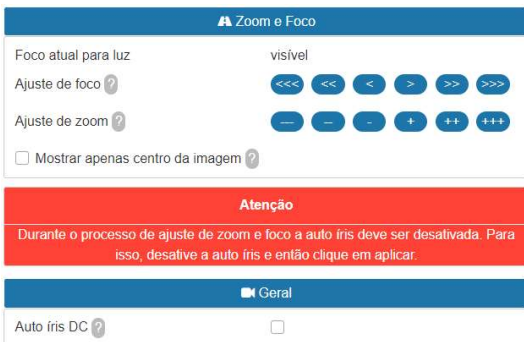 Zoom e Foco
Foco atual para luz visível
Ajuste de foco ? <<< << < > >> >>>
Ajuste de zoom ? --- -- - + ++ +++
Mostrar apenas centro da imagem ?
Atenção
Durante o processo de ajuste de zoom e foco a auto íris deve ser desativada. Para
isso, desative a auto íris e então clique em aplicar.
Geral
Auto íris DC ?